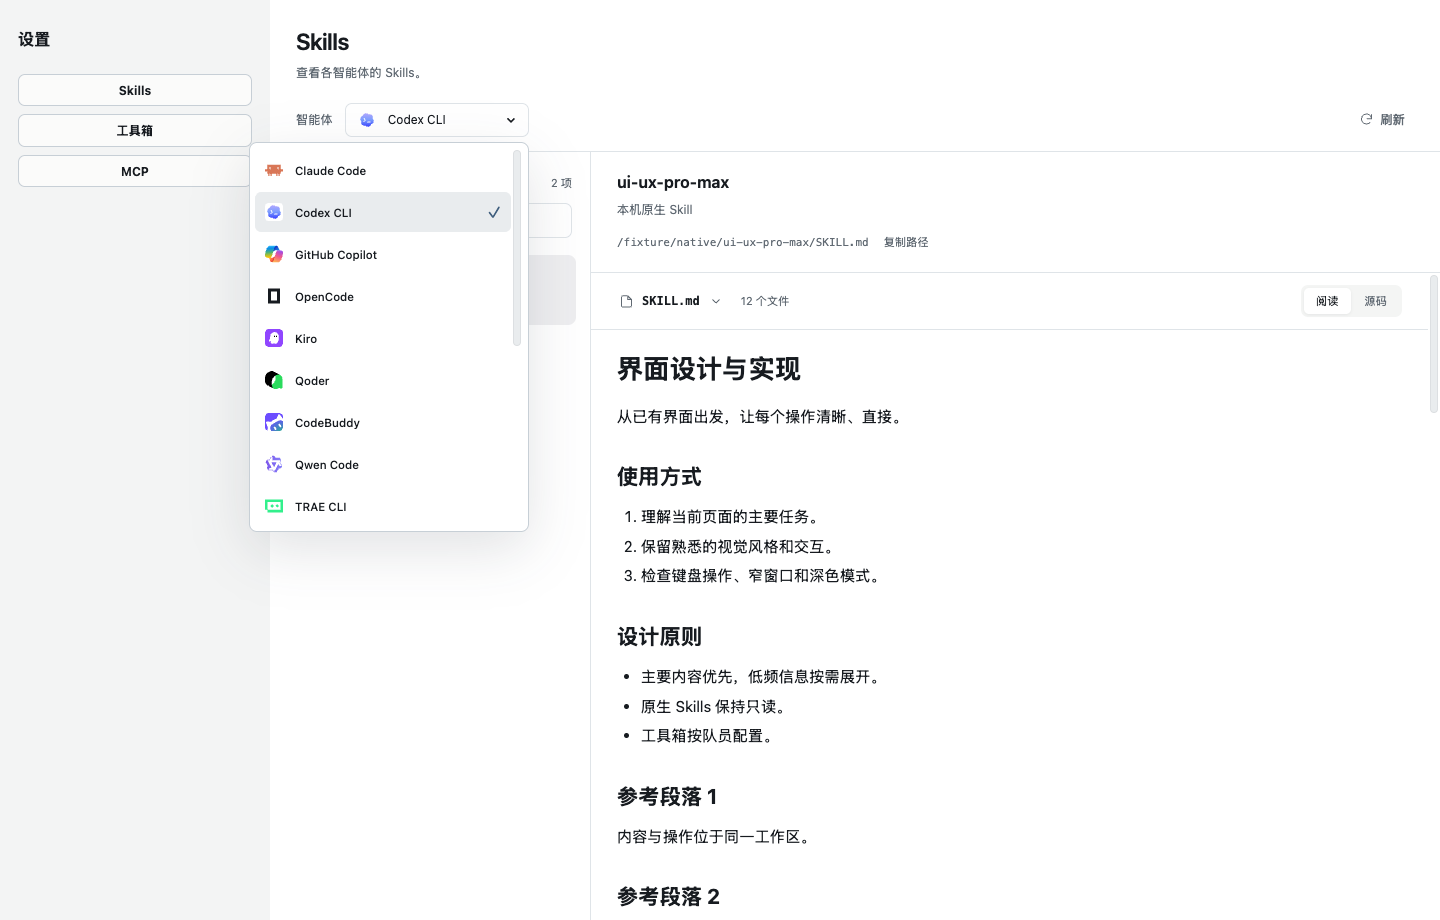 设置
Skills
工具箱
MCP
Skills
查看各智能体的 Skills。
智能体
Codex CLI
刷新
Claude Code
Codex CLI
GitHub Copilot
OpenCode
Kiro
Qoder
CodeBuddy
Qwen Code
TRAE CLI
2 项
ui-ux-pro-max
本机原生 Skill
/fixture/native/ui-ux-pro-max/SKILL.md 复制路径
SKILL.md 12 个文件
阅读 源码
界面设计与实现
从已有界面出发，让每个操作清晰、直接。
使用方式
1. 理解当前页面的主要任务。
2. 保留熟悉的视觉风格和交互。
3. 检查键盘操作、窄窗口和深色模式。
设计原则
• 主要内容优先，低频信息按需展开。
• 原生 Skills 保持只读。
• 工具箱按队员配置。
参考段落 1
内容与操作位于同一工作区。
参考段落 2